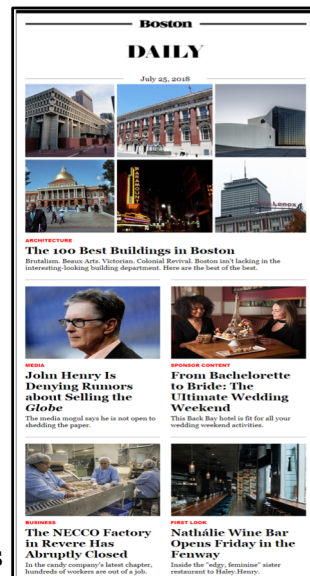 Boston
DAILY
July 25, 2018
PARAMOUNT
Lenox
ARCHITECTURE
The 100 Best Buildings in Boston
Brutalism. Beaux Arts. Victorian. Colonial Revival. Boston isn't lacking in the
interesting-looking building department. Here are the best of the best.
MEDIA
John Henry Is
Denying Rumors
about Selling the
Globe
The media mogul says he is not open to
shedding the paper.
SPONSOR CONTENT
From Bachelorette
to Bride: The
Ultimate Wedding
Weekend
This Back Bay hotel is fit for all your
wedding weekend activities.
BUSINESS
The NECCO Factory
in Revere Has
Abruptly Closed
In the candy company's latest chapter,
hundreds of workers are out of a job.
FIRST LOOK
Nathálie Wine Bar
Opens Friday in the
Fenway
Inside the "edgy, feminine" sister
restaurant to Haley.Henry.
s